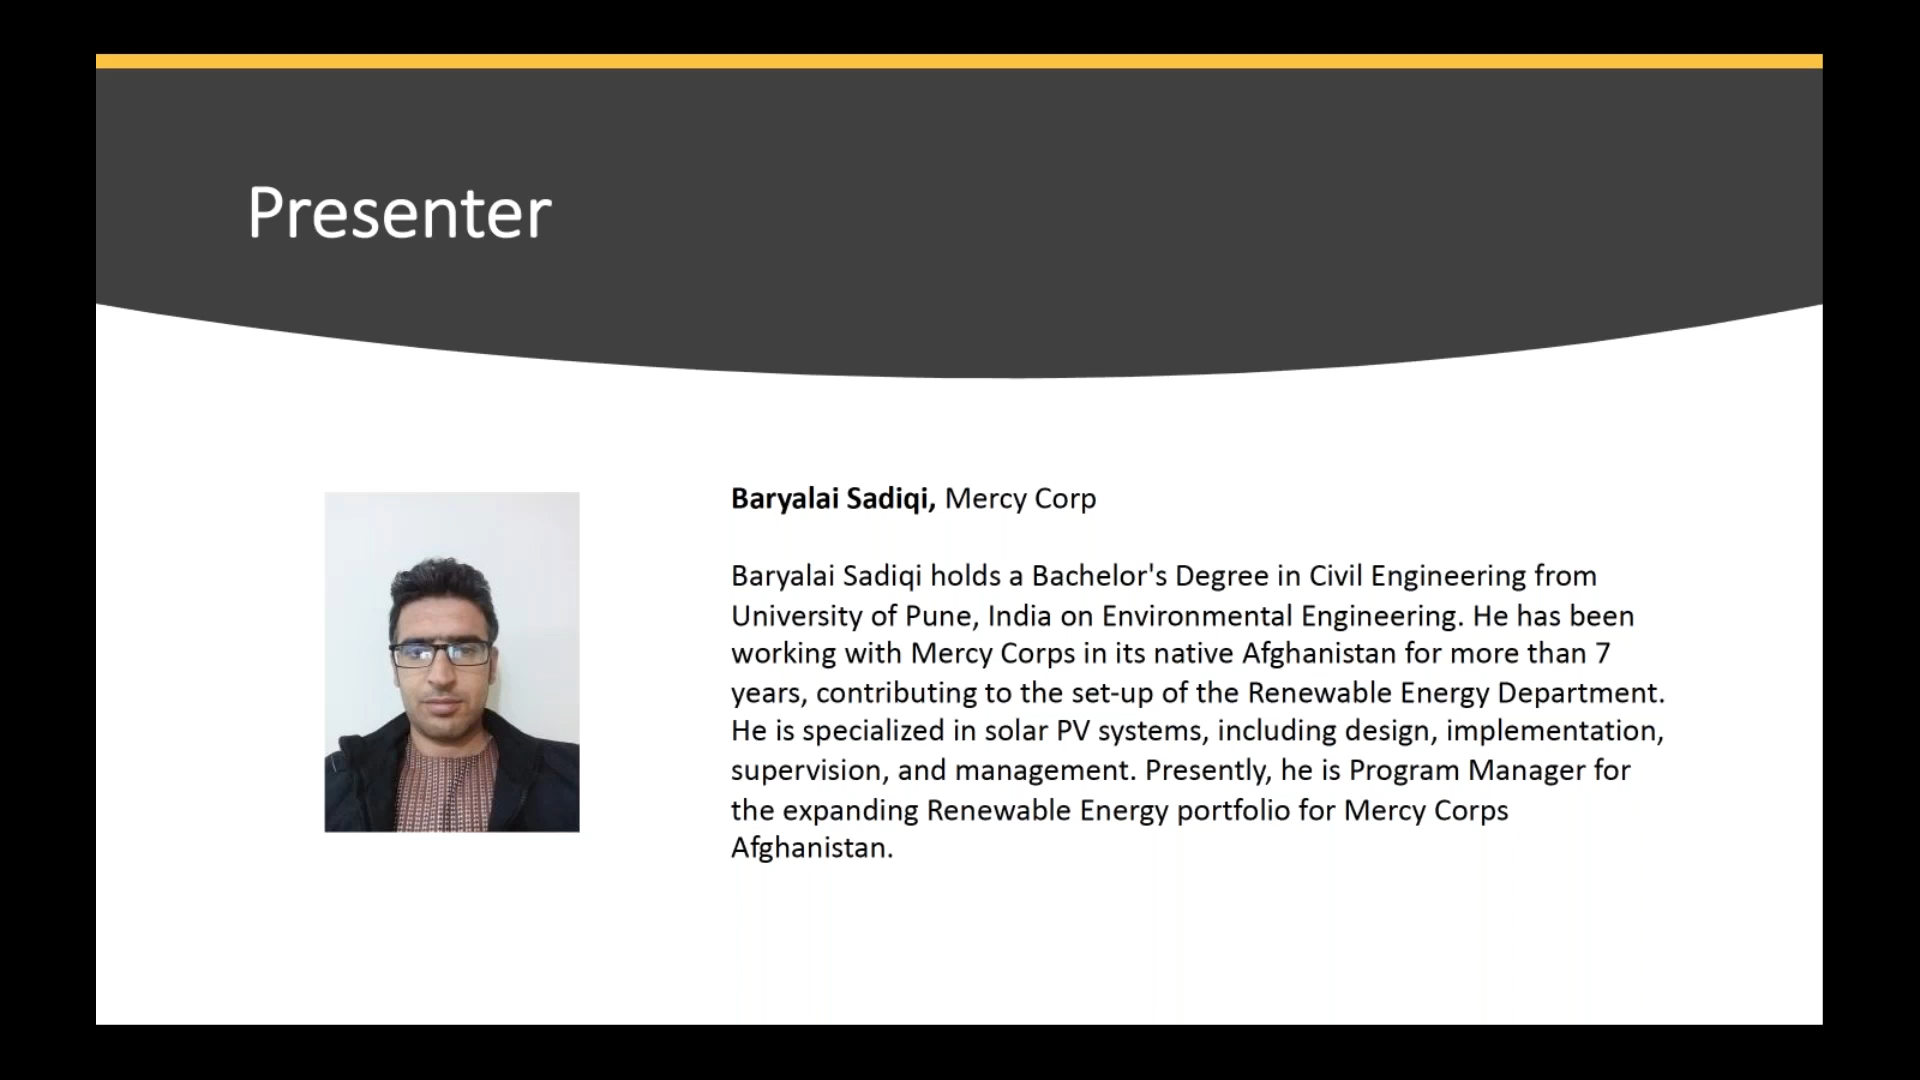 Presenter
Baryalai Sadiqi, Mercy Corp
Baryalai Sadiqi holds a Bachelor's Degree in Civil Engineering from
University of Pune, India on Environmental Engineering. He has been
working with Mercy Corps in its native Afghanistan for more than 7
years, contributing to the set-up of the Renewable Energy Department.
He is specialized in solar PV systems, including design, implementation,
supervision, and management. Presently, he is Program Manager for
the expanding Renewable Energy portfolio for Mercy Corps
Afghanistan.